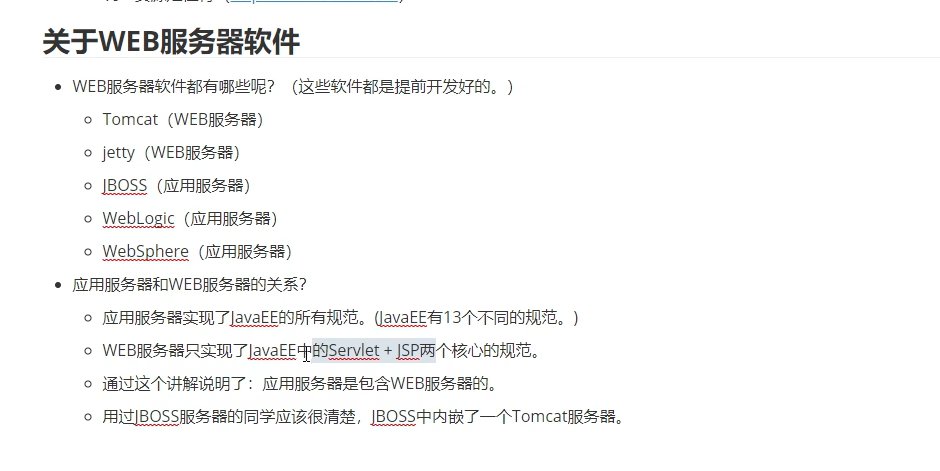 关于WEB服务器软件
WEB服务器软件都有哪些呢？（这些软件都是提前开发好的。）
Tomcat（WEB服务器）
jetty（WEB服务器）
JBOSS（应用服务器）
WebLogic（应用服务器）
WebSphere（应用服务器）
应用服务器和WEB服务器的关系？
应用服务器实现了JavaEE的所有规范。(JavaEE有13个不同的规范。)
WEB服务器只实现了JavaEE中的Servlet + JSP两个核心的规范。
通过这个讲解说明了：应用服务器是包含WEB服务器的。
用过JBOSS服务器的同学应该很清楚，JBOSS中内嵌了一个Tomcat服务器。